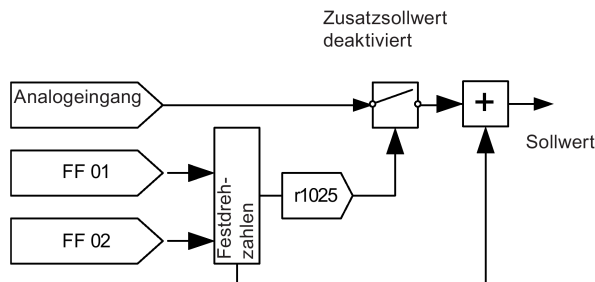 Zusatzsollwert
deaktiviert
Analogeingang
+
Sollwert
FF 01
r1025
Festdreh-
zahlen
FF 02